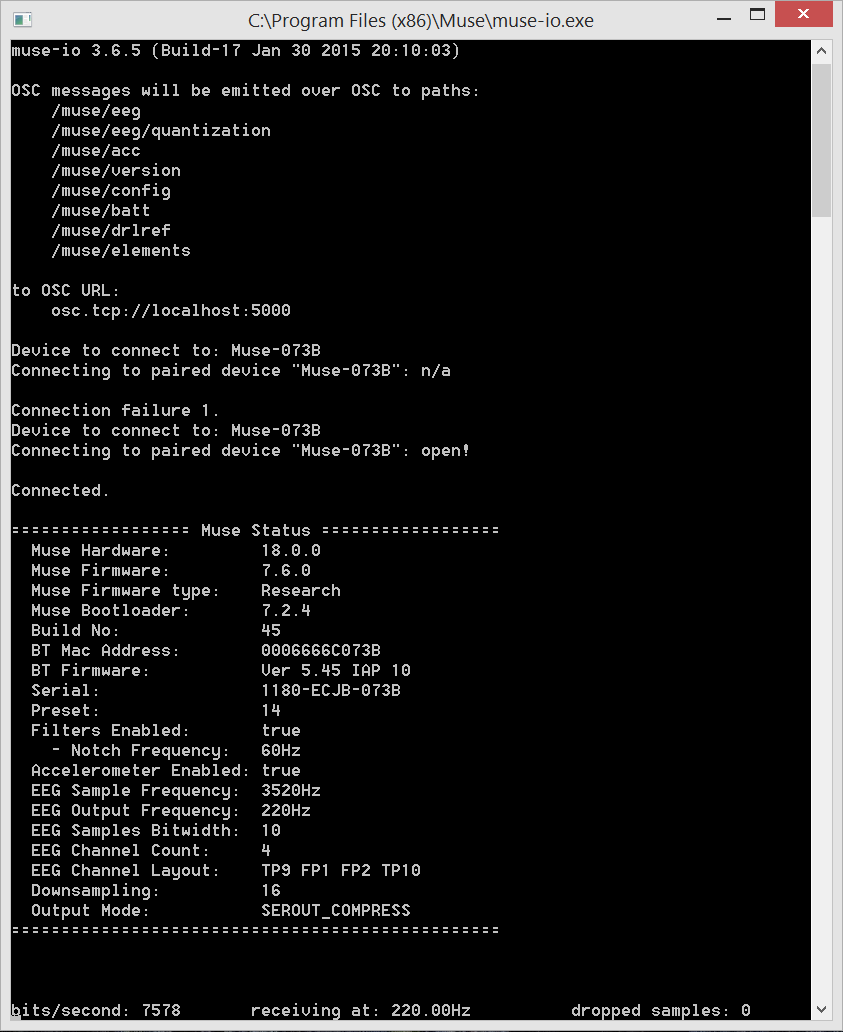 C:\Program Files (x86)\Muse\muse-io.exe
muse-io 3.6.5 (Build-17 Jan 30 2015 20:10:03)
OSC messages will be emitted over OSC to paths:
/muse/eeg
/muse/eeg/quantization
/muse/acc
/muse/version
/muse/config
/muse/batt
/muse/drlref
/muse/elements
to OSC URL:
osc.tcp://localhost:5000
Device to connect to: Muse-073B
Connecting to paired device "Muse-073B": n/a
Connection failure 1.
Device to connect to: Muse-073B
Connecting to paired device "Muse-073B": open!
Connected.
================== Muse Status ==================
Muse Hardware: 18.0.0
Muse Firmware: 7.6.0
Muse Firmware type: Research
Muse Bootloader: 7.2.4
Build No: 45
BT Mac Address: 0006666C073B
BT Firmware: Ver 5.45 IAP 10
Serial: 1180-ECJB-073B
Preset: 14
Filters Enabled: true
- Notch Frequency: 60Hz
Accelerometer Enabled: true
EEG Sample Frequency: 3520Hz
EEG Output Frequency: 220Hz
EEG Samples Bitwidth: 10
EEG Channel Count: 4
EEG Channel Layout: TP9 FP1 FP2 TP10
Downsampling: 16
Output Mode: SEROUT_COMPRESS
=================================================
bits/second: 7578 receiving at: 220.00Hz dropped samples: 0